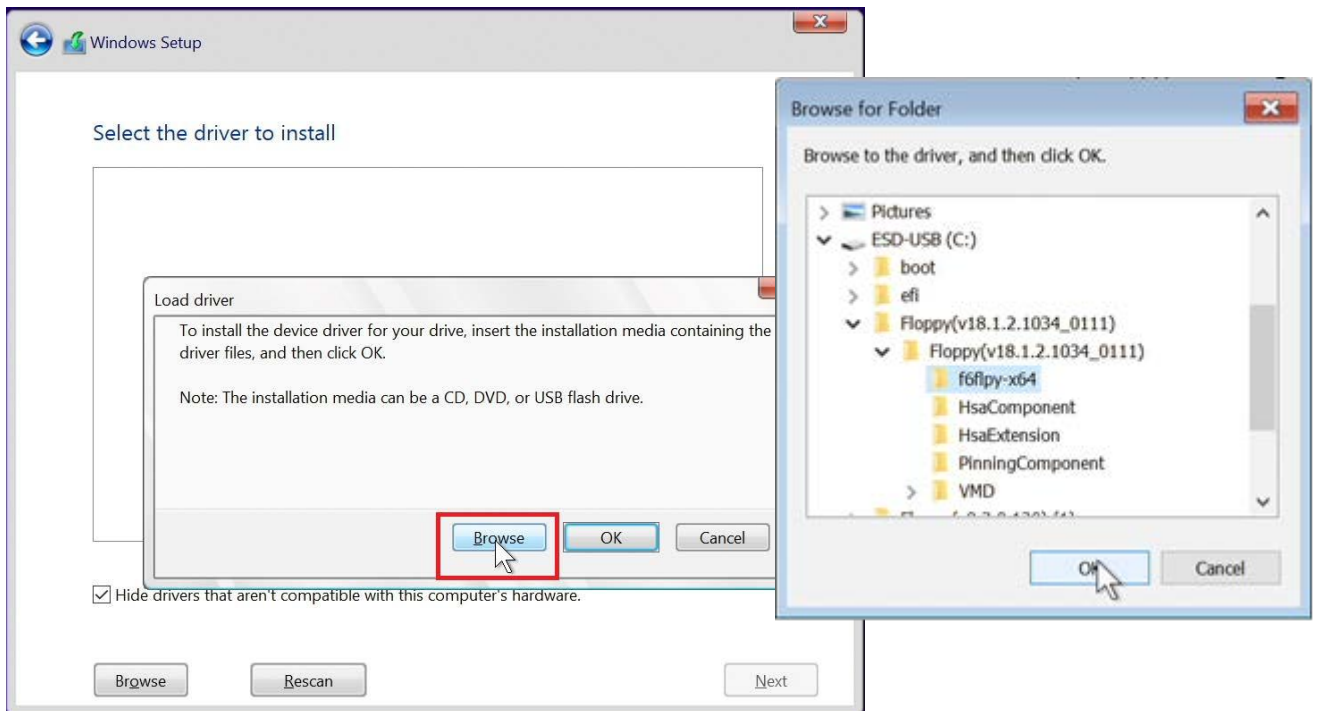 Windows Setup
Select the driver to install
Load driver
To install the device driver for your drive, insert the installation media containing the
driver files, and then click OK.
Note: The installation media can be a CD, DVD, or USB flash drive.
Browse
OK
Cancel
Hide drivers that aren't compatible with this computer's hardware.
Browse
Rescan
Next
Browse for Folder
Browse to the driver, and then click OK.
Pictures
ESD-USB (C:)
boot
efi
Floppy(v18.1.2.1034_0111)
Floppy(v18.1.2.1034_0111)
f6flpy-x64
HsaComponent
HsaExtension
PinningComponent
VMD
OK
Cancel